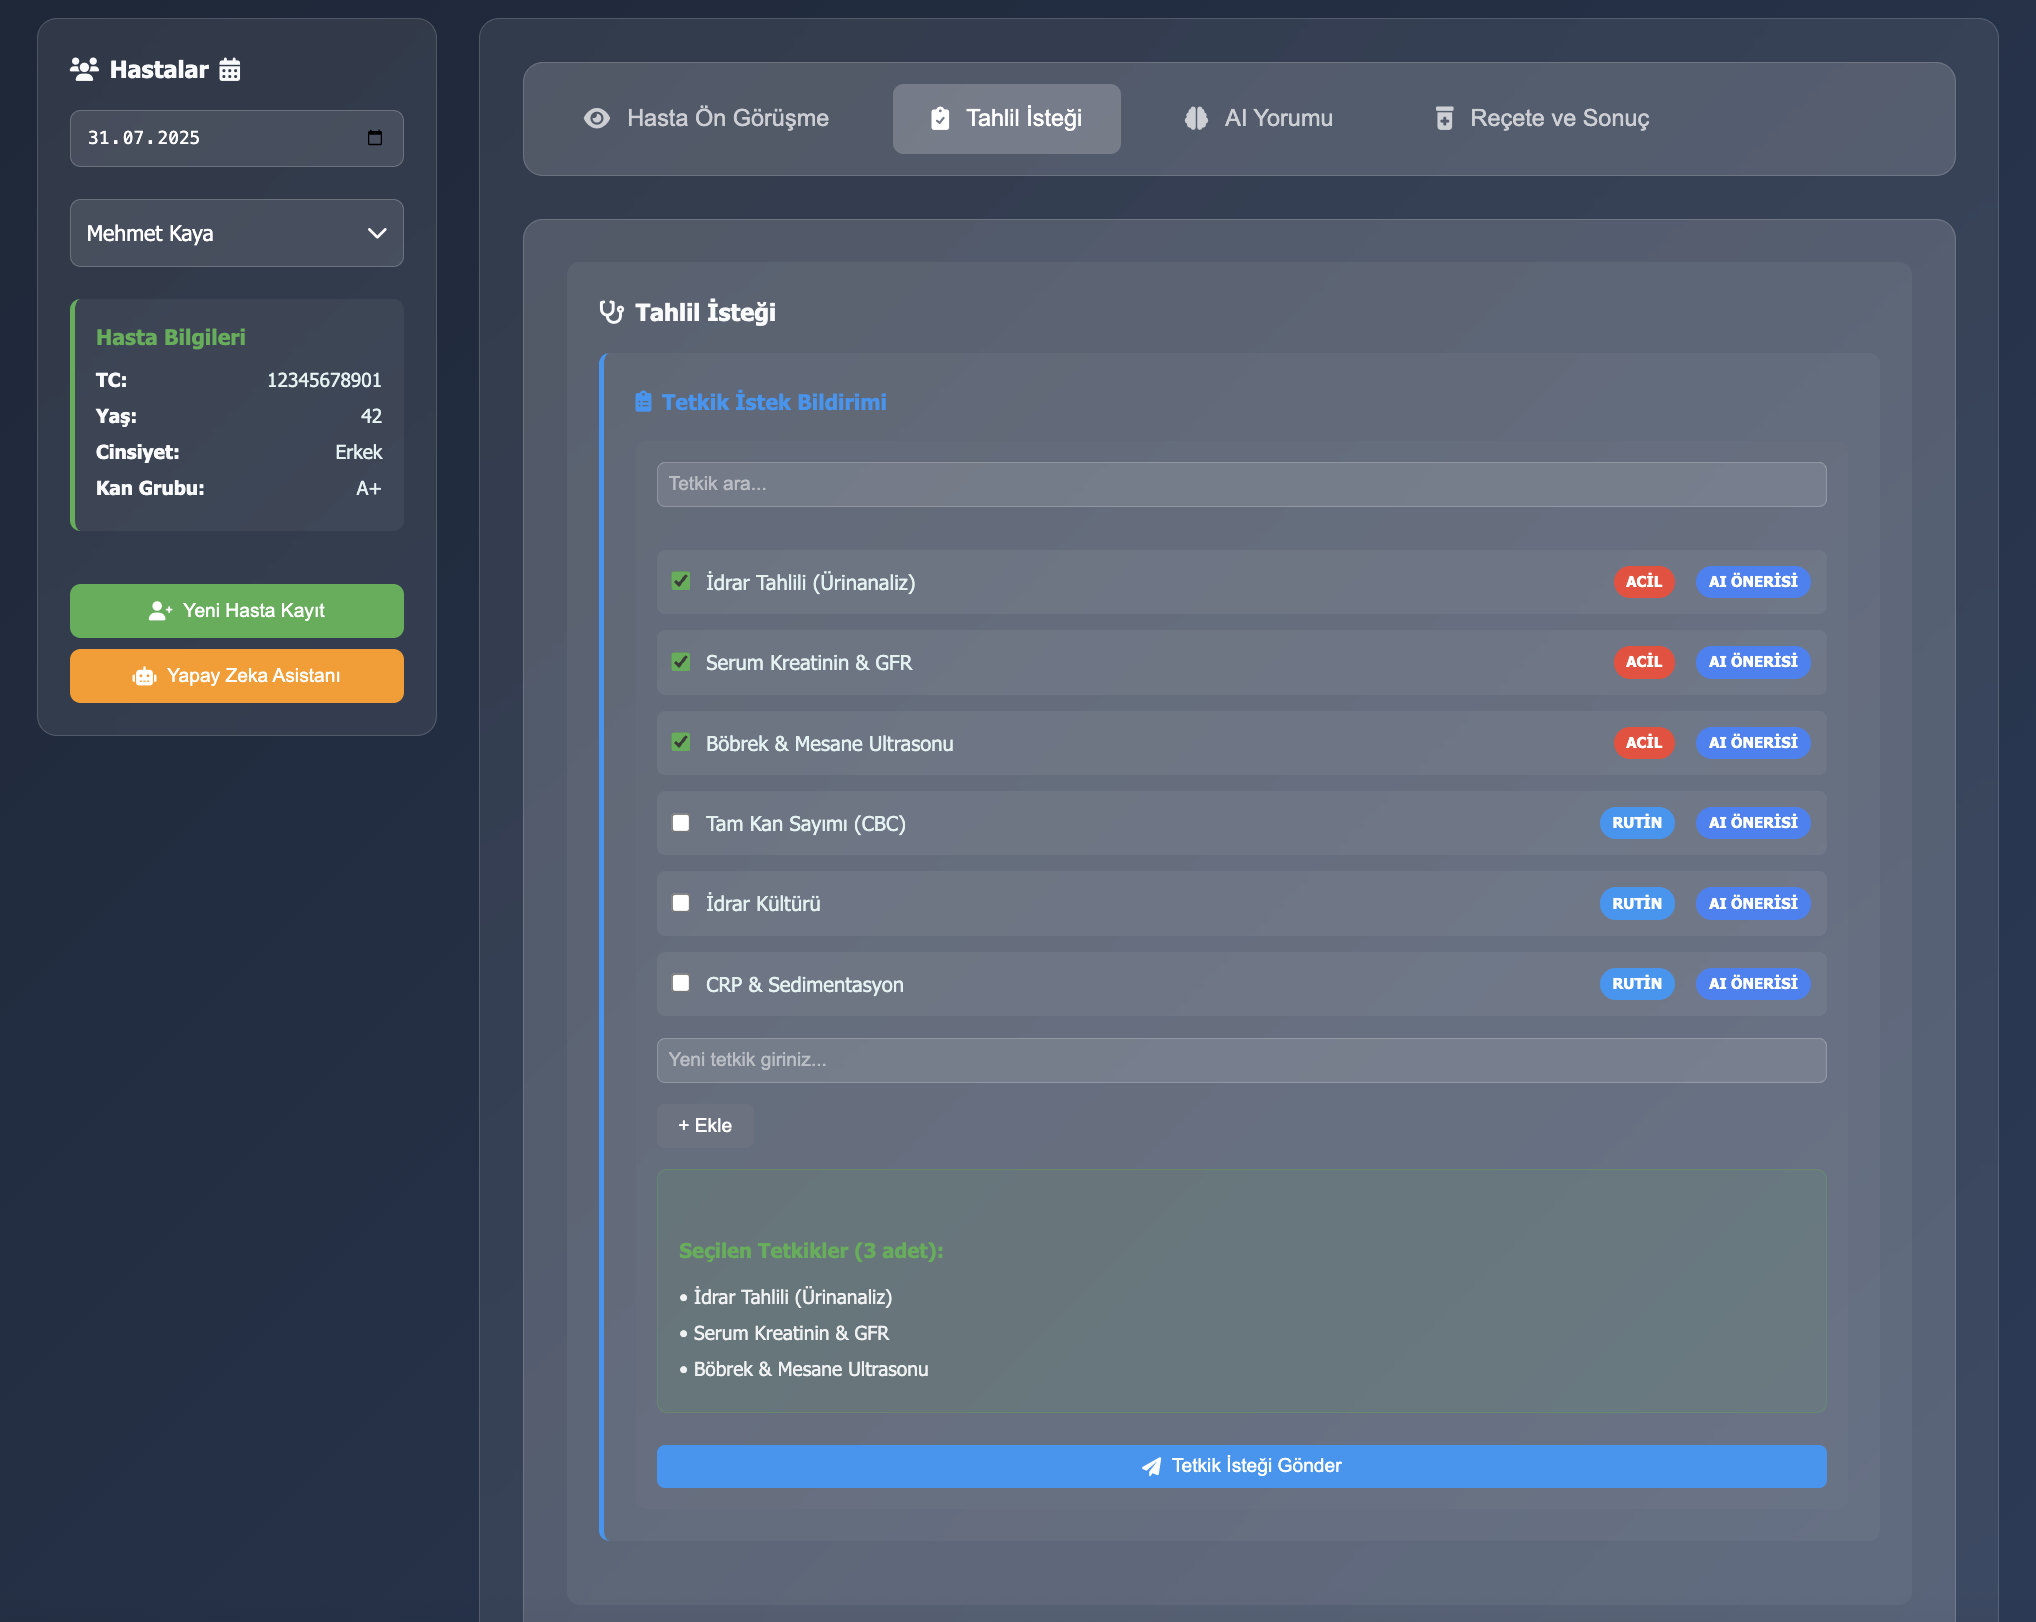 Hastalar
31.07.2025
Mehmet Kaya
Hasta Bilgileri
TC: 12345678901
Yaş: 42
Cinsiyet: Erkek
Kan Grubu: A+
Yeni Hasta Kayıt
Yapay Zeka Asistanı
Hasta Ön Görüşme Tahlil İsteği AI Yorumu Reçete ve Sonuç
Tahlil İsteği
Tetkik İstek Bildirimi
Tetkik ara...
İdrar Tahlili (Ürinanaliz) ACİL AI ÖNERİSİ
Serum Kreatinin & GFR ACİL AI ÖNERİSİ
Böbrek & Mesane Ultrasonu ACİL AI ÖNERİSİ
Tam Kan Sayımı (CBC) RUTİN AI ÖNERİSİ
İdrar Kültürü RUTİN AI ÖNERİSİ
CRP & Sedimentasyon RUTİN AI ÖNERİSİ
Yeni tetkik giriniz...
+ Ekle
Seçilen Tetkikler (3 adet):
• İdrar Tahlili (Ürinanaliz)
• Serum Kreatinin & GFR
• Böbrek & Mesane Ultrasonu
Tetkik İsteği Gönder